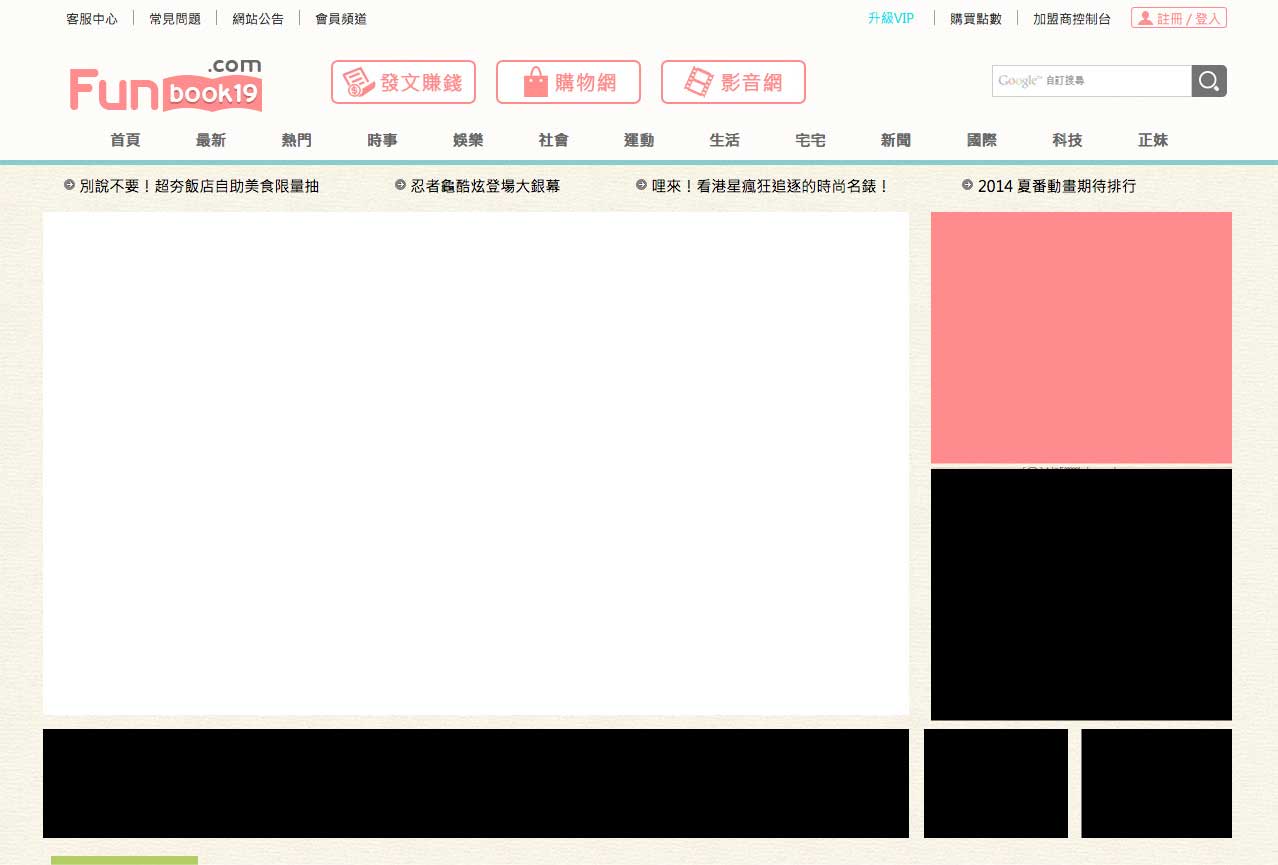 客服中心 常見問題 網站公告 會員頻道 升級VIP 購買點數 加盟商控制台 註冊 / 登入
Fun book19 .com
發文賺錢 購物網 影音網 Google™ 自訂搜尋
首頁 最新 熱門 時事 娛樂 社會 運動 生活 宅宅 新聞 國際 科技 正妹
別說不要！超夯飯店自助美食限量抽 忍者龜酷炫登場大銀幕 哩來！看港星瘋狂追逐的時尚名錶！ 2014 夏番動畫期待排行